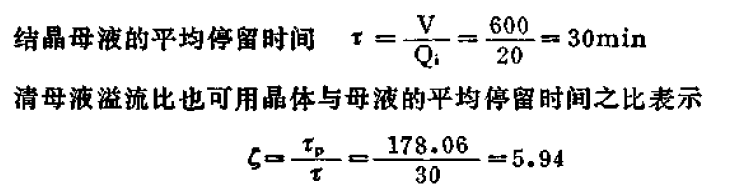 结晶母液的平均停留时间 τ = V/Qᵢ = 600/20 = 30min
清母液溢流比也可用晶体与母液的平均停留时间之比表示
ζ = τₚ/τ = 178.06/30 = 5.94